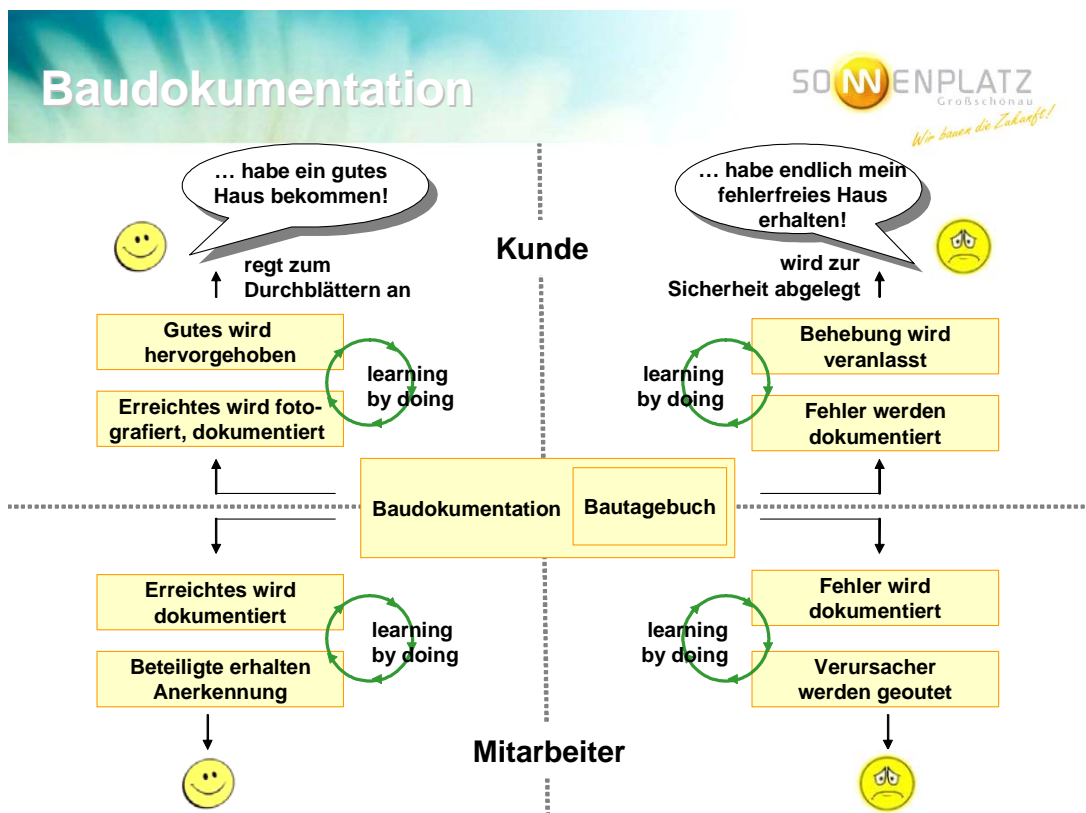 Baudokumentation
SONNENPLATZ
Großschönau
Wir bauen die Zukunft!
… habe ein gutes
Haus bekommen!
… habe endlich mein
fehlerfreies Haus
erhalten!
Kunde
regt zum
Durchblättern an
wird zur
Sicherheit abgelegt
Gutes wird
hervorgehoben
Erreichtes wird foto-
grafiert, dokumentiert
learning
by doing
learning
by doing
Behebung wird
veranlasst
Fehler werden
dokumentiert
Baudokumentation
Bautagebuch
Erreichtes wird
dokumentiert
Beteiligte erhalten
Anerkennung
learning
by doing
learning
by doing
Fehler wird
dokumentiert
Verursacher
werden geoutet
Mitarbeiter